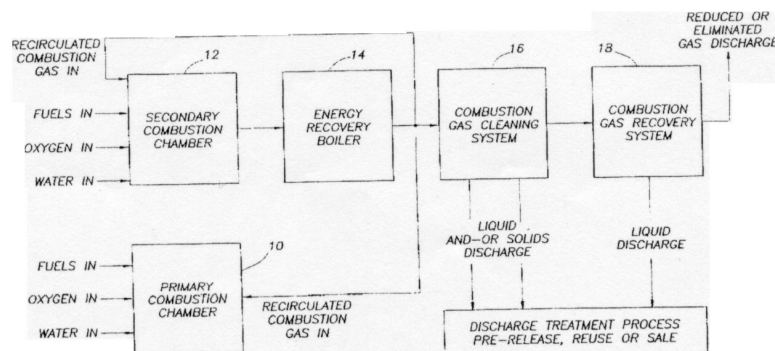 REDUCED OR
ELIMINATED
GAS DISCHARGE
RECIRCULATED
COMBUSTION
GAS IN
12
14
16
18
FUELS IN
OXYGEN IN
WATER IN
SECONDARY
COMBUSTION
CHAMBER
ENERGY
RECOVERY
BOILER
COMBUSTION
GAS CLEANING
SYSTEM
COMBUSTION
GAS RECOVERY
SYSTEM
LIQUID
AND-OR SOLIDS
DISCHARGE
LIQUID
DISCHARGE
10
FUELS IN
OXYGEN IN
WATER IN
PRIMARY
COMBUSTION
CHAMBER
RECIRCULATED
COMBUSTION
GAS IN
DISCHARGE TREATMENT PROCESS
PRE-RELEASE, REUSE OR SALE